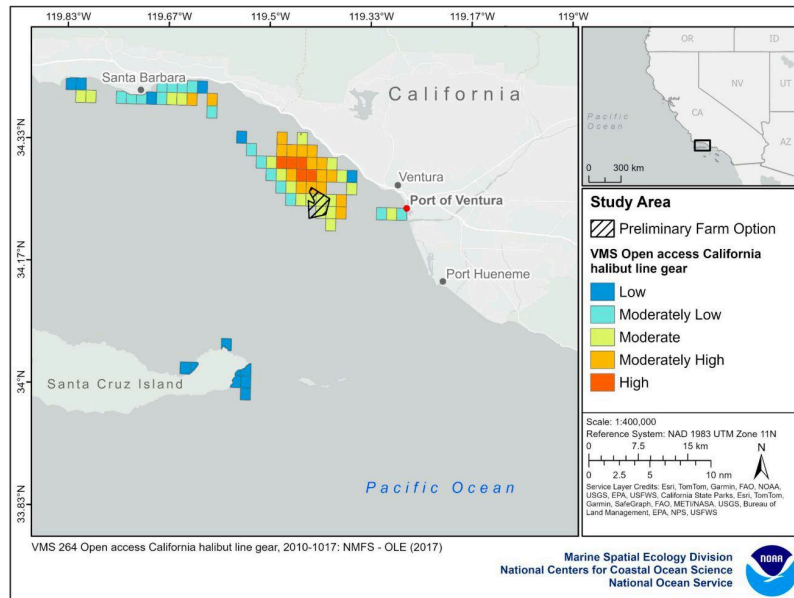 119.83°W 119.67°W 119.5°W 119.33°W 119.17°W 119°W
34.33°N
34.17°N
34°N
33.83°N
Santa Barbara
California
Ventura
Port of Ventura
Port Hueneme
Santa Cruz Island
Pacific Ocean
OR
ID
NV
UT
CA
AZ
Pacific
Ocean
0 300 km
Study Area
Preliminary Farm Option
VMS Open access California
halibut line gear
Low
Moderately Low
Moderate
Moderately High
High
Scale: 1:400,000
Reference System: NAD 1983 UTM Zone 11N
0 7.5 15 km
N
0 2.5 5 10 nm
Service Layer Credits: Esri, TomTom, Garmin, FAO, NOAA,
USGS, EPA, USFWS, California State Parks, Esri, TomTom,
Garmin, SafeGraph, FAO, METI/NASA, USGS, Bureau of
Land Management, EPA, NPS, USFWS
VMS 264 Open access California halibut line gear, 2010-1017: NMFS - OLE (2017)
Marine Spatial Ecology Division
National Centers for Coastal Ocean Science
National Ocean Service
NOAA